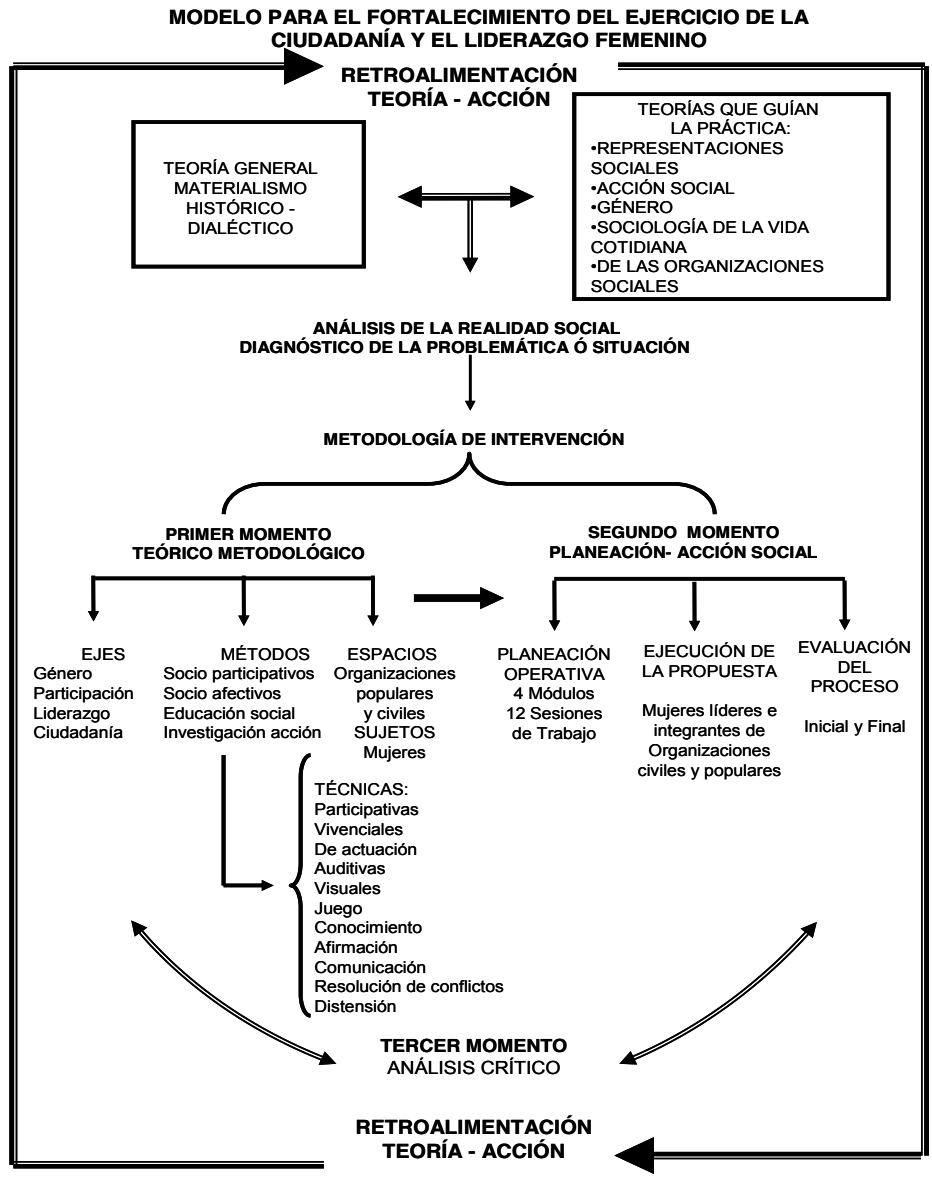 MODELO PARA EL FORTALECIMIENTO DEL EJERCICIO DE LA
CIUDADANÍA Y EL LIDERAZGO FEMENINO
RETROALIMENTACIÓN
TEORÍA - ACCIÓN
TEORÍA GENERAL
MATERIALISMO
HISTÓRICO -
DIALÉCTICO
TEORÍAS QUE GUÍAN
LA PRÁCTICA:
•REPRESENTACIONES
SOCIALES
•ACCIÓN SOCIAL
•GÉNERO
•SOCIOLOGÍA DE LA VIDA
COTIDIANA
•DE LAS ORGANIZACIONES
SOCIALES
ANÁLISIS DE LA REALIDAD SOCIAL
DIAGNÓSTICO DE LA PROBLEMÁTICA Ó SITUACIÓN
METODOLOGÍA DE INTERVENCIÓN
PRIMER MOMENTO
TEÓRICO METODOLÓGICO
SEGUNDO MOMENTO
PLANEACIÓN- ACCIÓN SOCIAL
EJES
Género
Participación
Liderazgo
Ciudadanía
MÉTODOS
Socio participativos
Socio afectivos
Educación social
Investigación acción
ESPACIOS
Organizaciones
populares
y civiles
SUJETOS
Mujeres
PLANEACIÓN
OPERATIVA
4 Módulos
12 Sesiones
de Trabajo
EJECUCIÓN DE
LA PROPUESTA
Mujeres líderes e
integrantes de
Organizaciones
civiles y populares
EVALUACIÓN
DEL
PROCESO
Inicial y Final
TÉCNICAS:
Participativas
Vivenciales
De actuación
Auditivas
Visuales
Juego
Conocimiento
Afirmación
Comunicación
Resolución de conflictos
Distensión
TERCER MOMENTO
ANÁLISIS CRÍTICO
RETROALIMENTACIÓN
TEORÍA - ACCIÓN